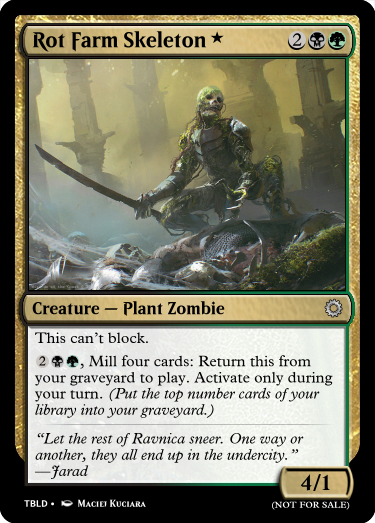 Rot Farm Skeleton ★ 2
Creature — Plant Zombie
This can't block.
2, Mill four cards: Return this from
your graveyard to play. Activate only during
your turn. (Put the top number cards of your
library into your graveyard.)
"Let the rest of Ravnica sneer. One way or
another, they all end up in the undercity."
—Jarad
4/1
TBLD • Maciej Kuciara
(NOT FOR SALE)